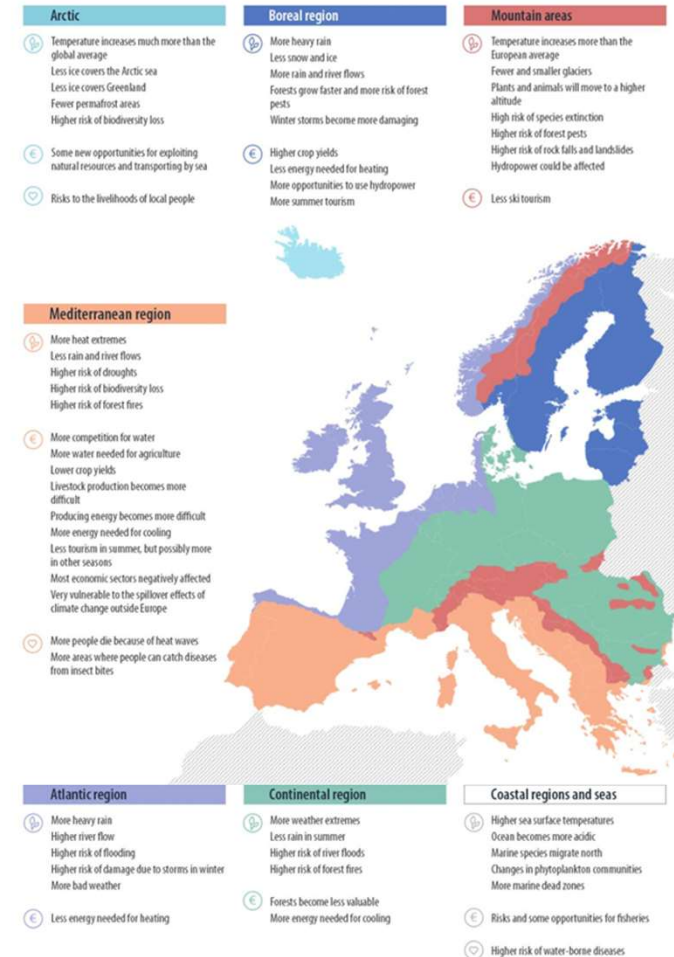 Arctic
Temperature increases much more than the
global average
Less ice covers the Arctic sea
Less ice covers Greenland
Fewer permafrost areas
Higher risk of biodiversity loss
€
Some new opportunities for exploiting
natural resources and transporting by sea
Risks to the livelihoods of local people
Boreal region
More heavy rain
Less snow and ice
More rain and river flows
Forests grow faster and more risk of forest
pests
Winter storms become more damaging
€
Higher crop yields
Less energy needed for heating
More opportunities to use hydropower
More summer tourism
Mountain areas
Temperature increases more than the
European average
Fewer and smaller glaciers
Plants and animals will move to a higher
altitude
High risk of species extinction
Higher risk of forest pests
Higher risk of rock falls and landslides
Hydropower could be affected
€
Less ski tourism
Mediterranean region
More heat extremes
Less rain and river flows
Higher risk of droughts
Higher risk of biodiversity loss
Higher risk of forest fires
€
More competition for water
More water needed for agriculture
Lower crop yields
Livestock production becomes more
difficult
Producing energy becomes more difficult
More energy needed for cooling
Less tourism in summer, but possibly more
in other seasons
Most economic sectors negatively affected
Very vulnerable to the spillover effects of
climate change outside Europe
More people die because of heat waves
More areas where people can catch diseases
from insect bites
Atlantic region
More heavy rain
Higher river flow
Higher risk of flooding
Higher risk of damage due to storms in winter
More bad weather
€
Less energy needed for heating
Continental region
More weather extremes
Less rain in summer
Higher risk of river floods
Higher risk of forest fires
€
Forests become less valuable
More energy needed for cooling
Coastal regions and seas
Higher sea surface temperatures
Ocean becomes more acidic
Marine species migrate north
Changes in phytoplankton communities
More marine dead zones
€
Risks and some opportunities for fisheries
Higher risk of water-borne diseases